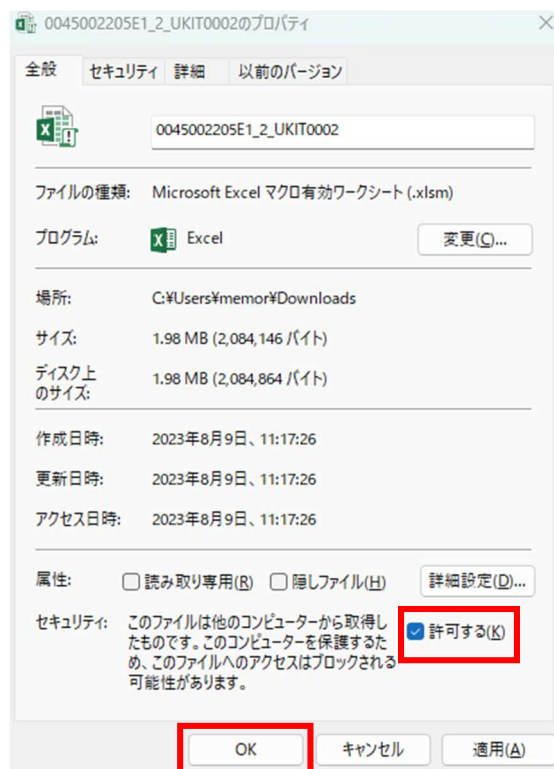 0045002205E1_2_UKIT0002のプロパティ
全般 セキュリティ 詳細 以前のバージョン
0045002205E1_2_UKIT0002
ファイルの種類: Microsoft Excel マクロ有効ワークシート (.xlsm)
プログラム: Excel 変更(C)...
場所: C:¥Users¥memor¥Downloads
サイズ: 1.98 MB (2,084,146 バイト)
ディスク上
のサイズ: 1.98 MB (2,084,864 バイト)
作成日時: 2023年8月9日、11:17:26
更新日時: 2023年8月9日、11:17:26
アクセス日時: 2023年8月9日、11:17:26
属性: 読み取り専用(R) 隠しファイル(H) 詳細設定(D)...
セキュリティ: このファイルは他のコンピューターから取得し
たものです。このコンピューターを保護するた 許可する(K)
め、このファイルへのアクセスはブロックされる
可能性があります。
OK キャンセル 適用(A)